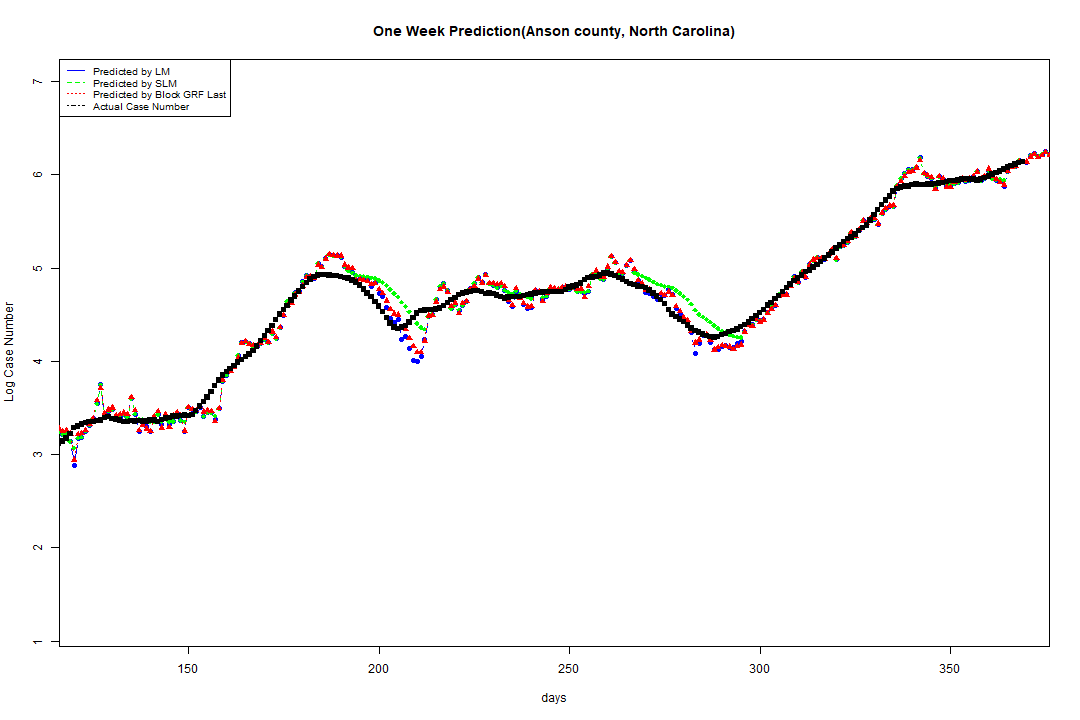 One Week Prediction(Anson county, North Carolina)
Predicted by LM
Predicted by SLM
Predicted by Block GRF Last
Actual Case Number
7
6
5
4
3
2
1
Log Case Number
150 200 250 300 350
days